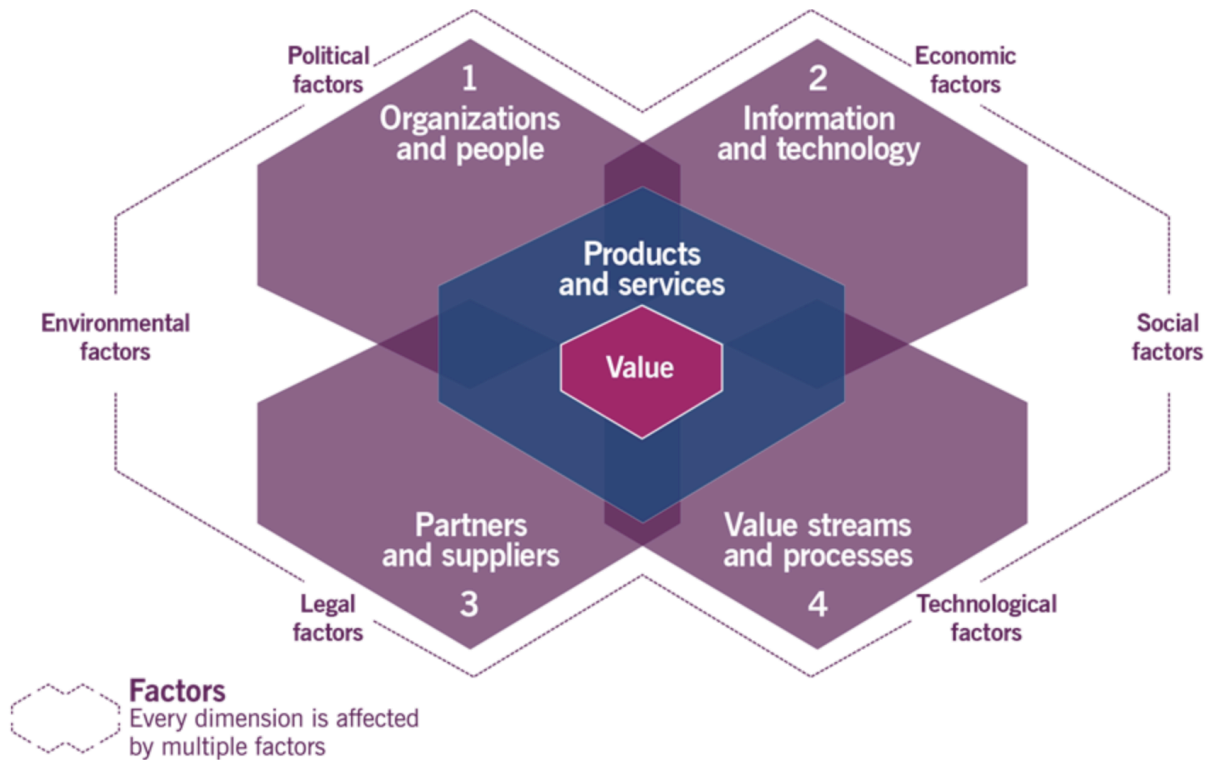 Political
factors
Economic
factors
1
Organizations
and people
2
Information
and technology
Products
and services
Value
Environmental
factors
Social
factors
Partners
and suppliers
3
Value streams
and processes
4
Legal
factors
Technological
factors
Factors
Every dimension is affected
by multiple factors